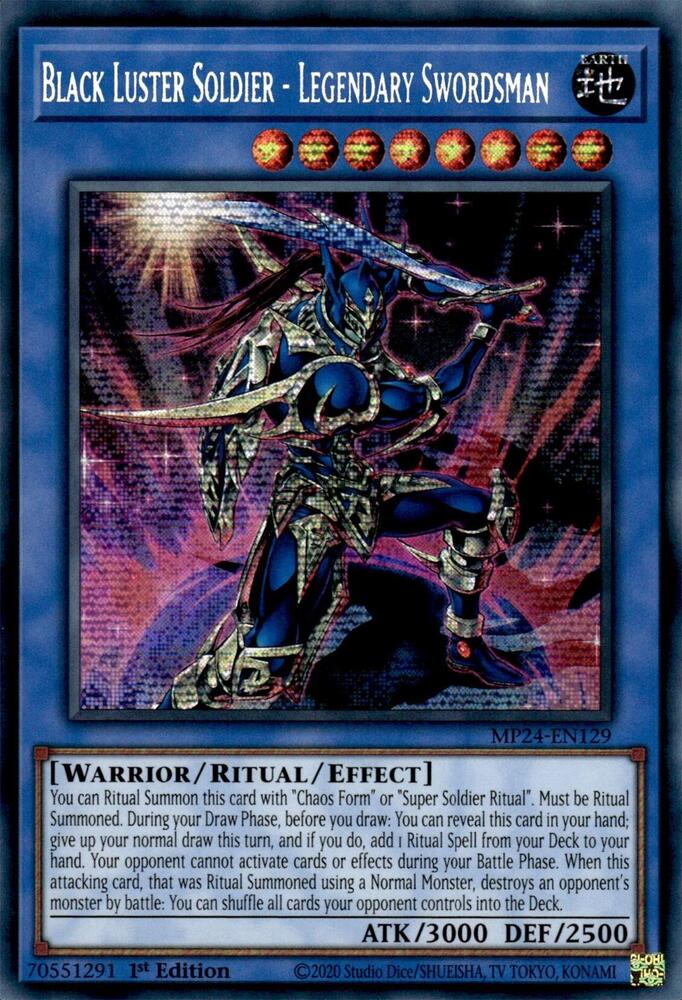 BLACK LUSTER SOLDIER - LEGENDARY SWORDSMAN
EARTH
地
MP24-EN129
[WARRIOR/RITUAL/EFFECT]
You can Ritual Summon this card with "Chaos Form" or "Super Soldier Ritual". Must be Ritual
Summoned. During your Draw Phase, before you draw: You can reveal this card in your hand;
give up your normal draw this turn, and if you do, add 1 Ritual Spell from your Deck to your
hand. Your opponent cannot activate cards or effects during your Battle Phase. When this
attacking card, that was Ritual Summoned using a Normal Monster, destroys an opponent's
monster by battle: You can shuffle all cards your opponent controls into the Deck.
ATK/3000 DEF/2500
70551291 1st Edition ©2020 Studio Dice/SHUEISHA, TV TOKYO, KONAMI